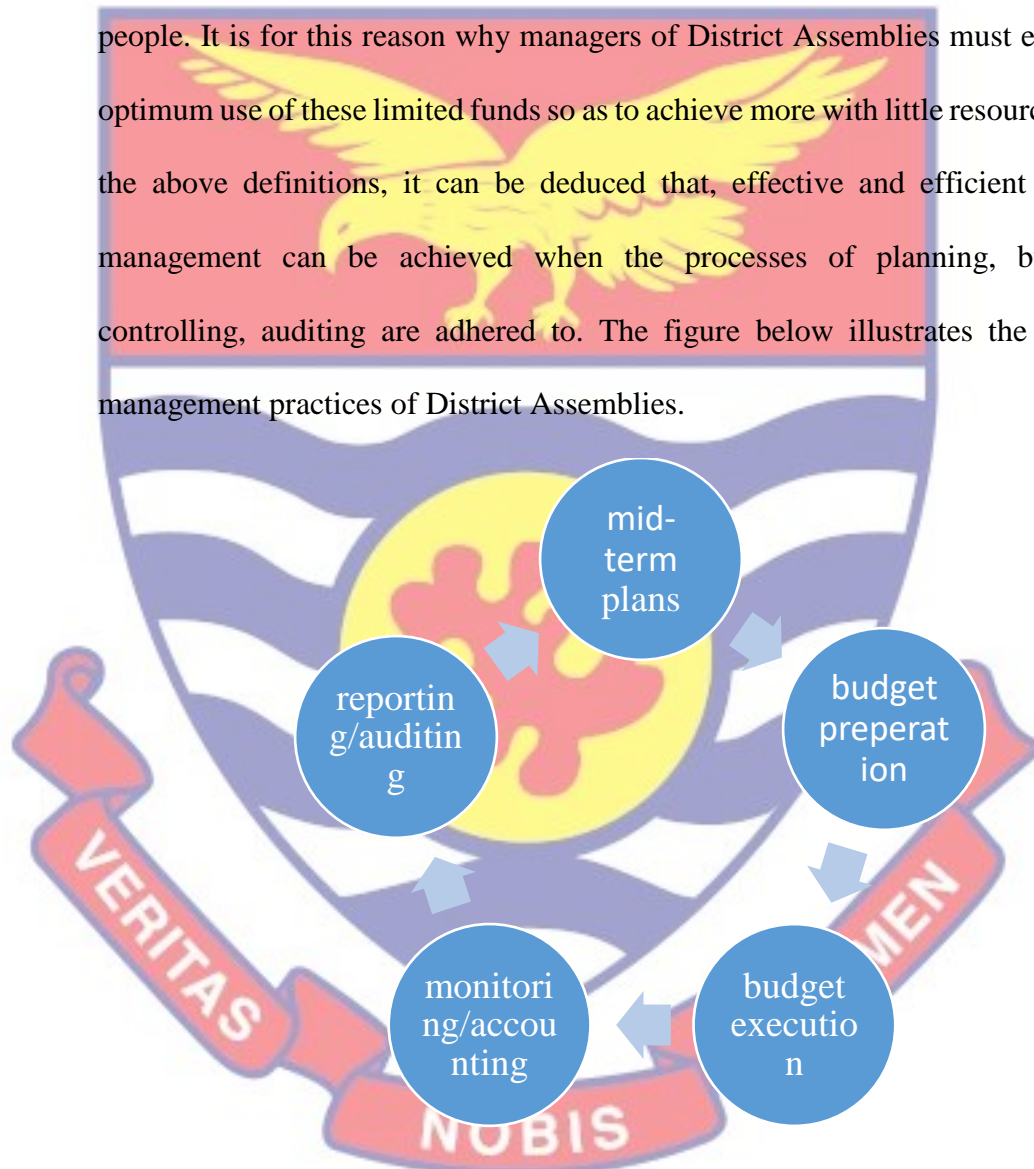 people. It is for this reason why managers of District Assemblies must e
optimum use of these limited funds so as to achieve more with little resourc
the above definitions, it can be deduced that, effective and efficient
management can be achieved when the processes of planning, b
controlling, auditing are adhered to. The figure below illustrates the
management practices of District Assemblies.
mid-
term
plans
budget
preperat
ion
budget
executio
n
monitori
ng/accou
nting
reportin
g/auditin
g
VERITAS
NOBIS
MEN